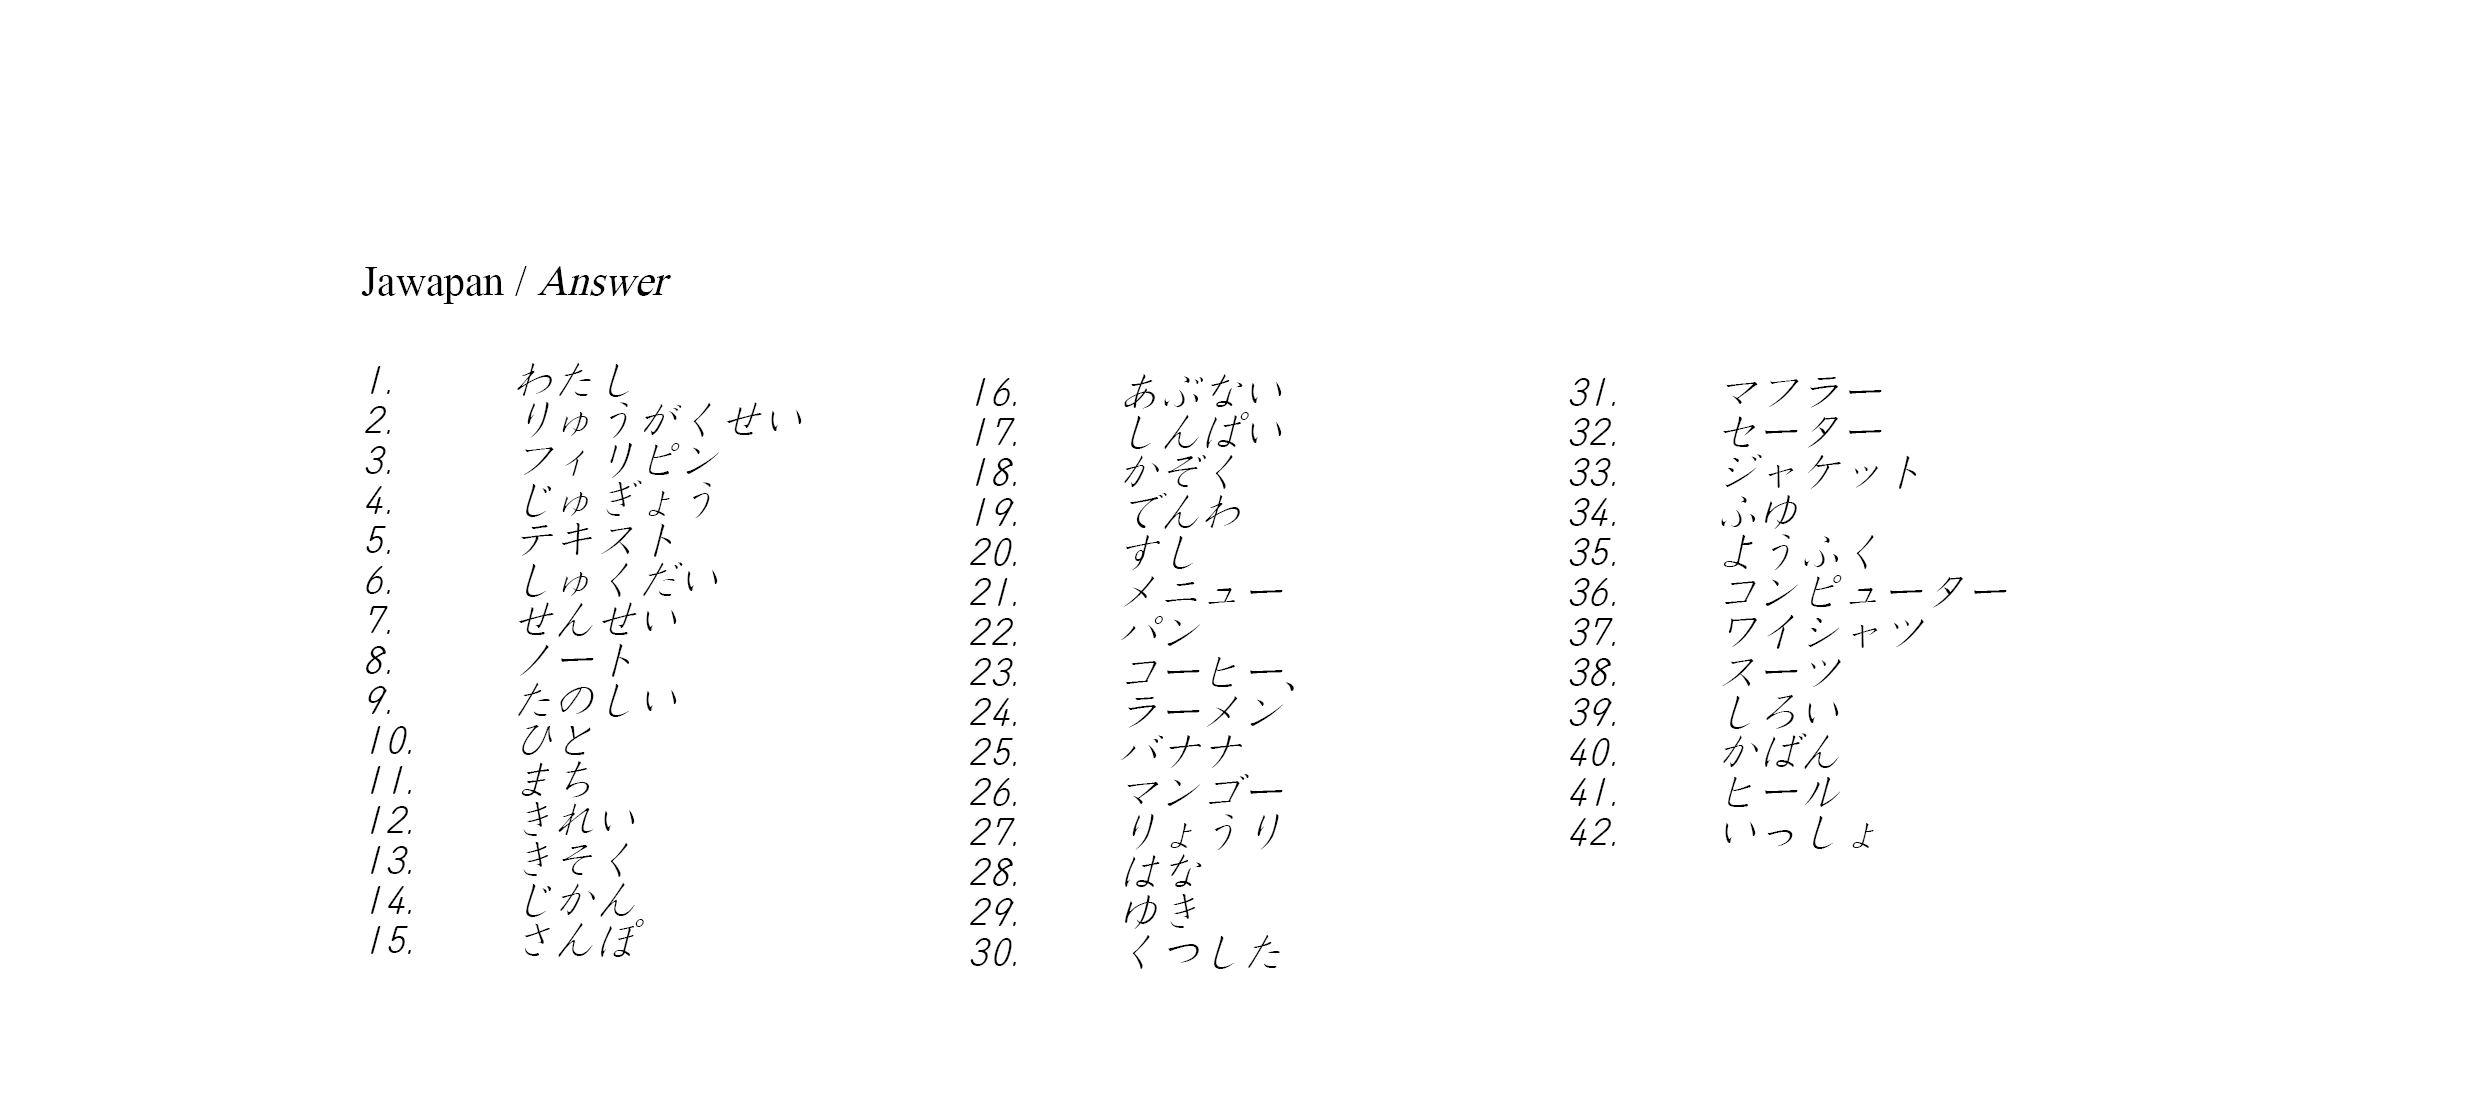 Jawapan / Answer
1. わたし
2. りゅうがくせい
3. フィリピン
4. じゅぎょう
5. テキスト
6. しゅくだい
7. せんせい
8. ノート
9. たのしい
10. ひと
11. まち
12. きれい
13. きそく
14. じかん
15. さんぽ
16. あぶない
17. しんぱい
18. かぞく
19. でんわ
20. すし
21. メニュー
22. パン
23. コーヒー、
24. ラーメン
25. バナナ
26. マンゴー
27. りょうり
28. はな
29. ゆき
30. くつした
31. マフラー
32. セーター
33. ジャケット
34. ふゆ
35. ようふく
36. コンピューター
37. ワイシャツ
38. スーツ
39. しろい
40. かばん
41. ヒール
42. いっしょ